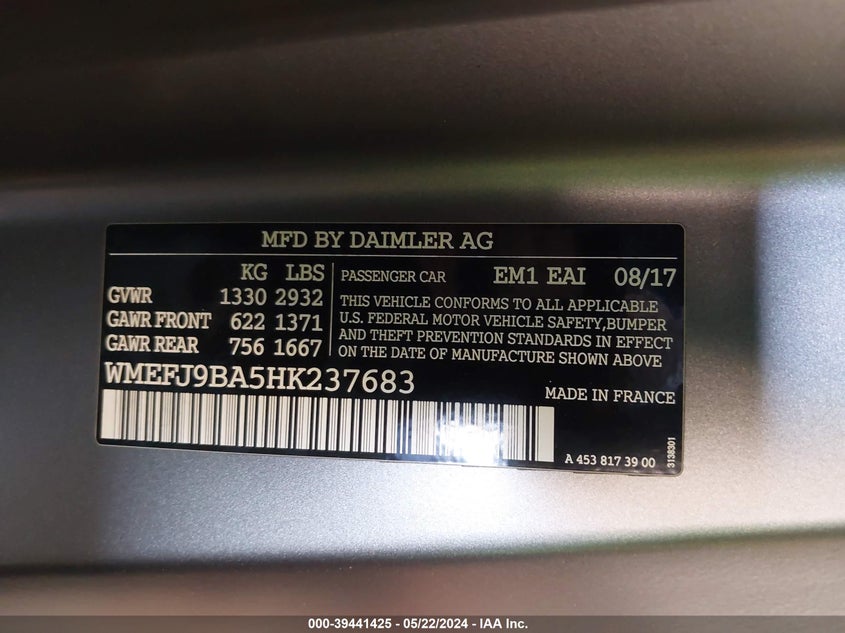 MFD BY DAIMLER AG
KG LBS
GVWR 1330 2932
GAWR FRONT 622 1371
GAWR REAR 756 1667
PASSENGER CAR EM1 EAI 08/17
THIS VEHICLE CONFORMS TO ALL APPLICABLE
U.S. FEDERAL MOTOR VEHICLE SAFETY,BUMPER
AND THEFT PREVENTION STANDARDS IN EFFECT
ON THE DATE OF MANUFACTURE SHOWN ABOVE
WMEFJ9BA5HK237683
MADE IN FRANCE
A 453 817 39 00
3138301
000-39441425 - 05/22/2024 - IAA Inc.